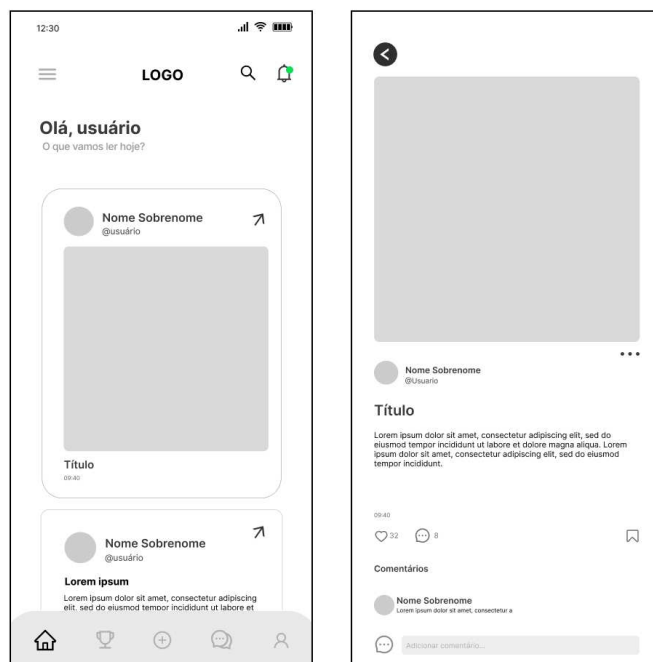 12:30
LOGO
Olá, usuário
O que vamos ler hoje?
Nome Sobrenome
@usuário
Título
09:40
Nome Sobrenome
@usuário
Lorem ipsum
Lorem ipsum dolor sit amet, consectetur adipiscing
elit, sed do eiusmod tempor incididunt ut labore et
Nome Sobrenome
@Usuario
Título
Lorem ipsum dolor sit amet, consectetur adipiscing elit, sed do
eiusmod tempor incididunt ut labore et dolore magna aliqua. Lorem
ipsum dolor sit amet, consectetur adipiscing elit, sed do eiusmod
tempor incididunt.
09:40
32 8
Comentários
Nome Sobrenome
Lorem ipsum dolor sit amet, consectetur a
Adicionar comentário...